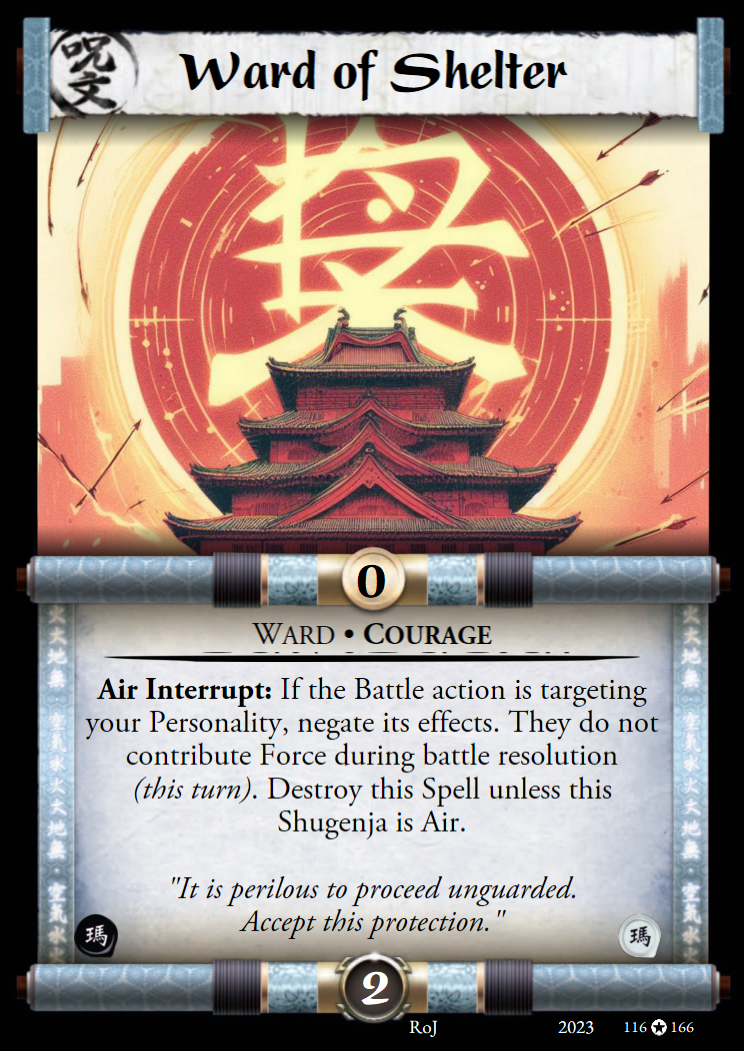 呪文
Ward of Shelter
0
Ward • Courage
Air Interrupt: If the Battle action is targeting
your Personality, negate its effects. They do not
contribute Force during battle resolution
(this turn). Destroy this Spell unless this
Shugenja is Air.
"It is perilous to proceed unguarded.
Accept this protection."
瑪
瑪
2
RoJ
2023
116 ✪ 166